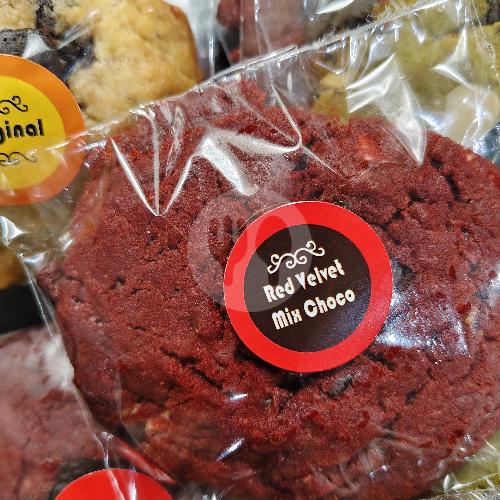 ginal
Red Velvet
Mix Choco